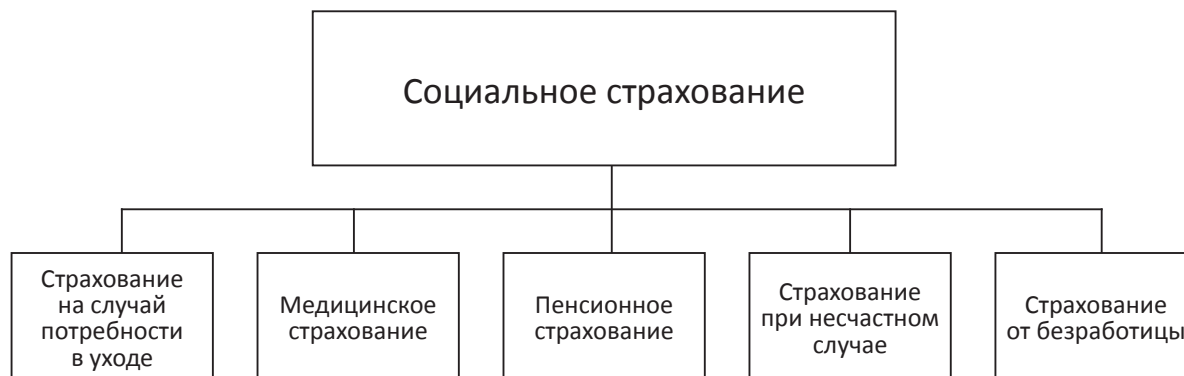 Социальное страхование
Страхование
на случай
потребности
в уходе
Медицинское
страхование
Пенсионное
страхование
Страхование
при несчастном
случае
Страхование
от безработицы